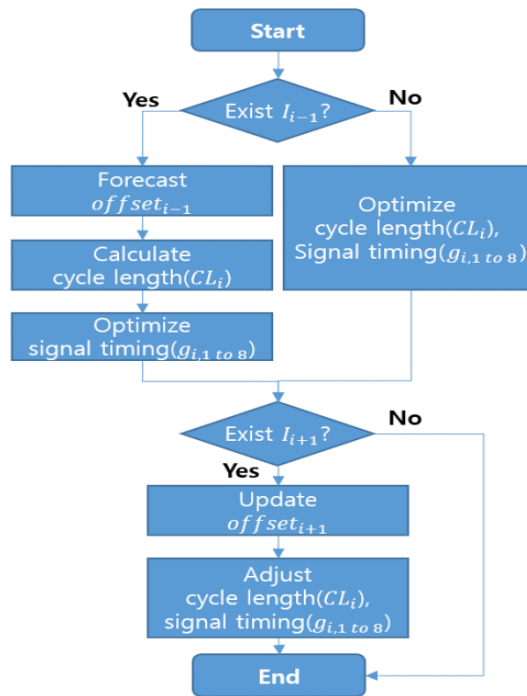 Start
Exist $I_{i-1}$?
Yes
No
Forecast
$offset_{i-1}$
Calculate
cycle length($CL_i$)
Optimize
signal timing($g_{i,1\ to\ 8}$)
Optimize
cycle length($CL_i$),
Signal timing($g_{i,1\ to\ 8}$)
Exist $I_{i+1}$?
No
Yes
Update
$offset_{i+1}$
Adjust
cycle length($CL_i$),
signal timing($g_{i,1\ to\ 8}$)
End